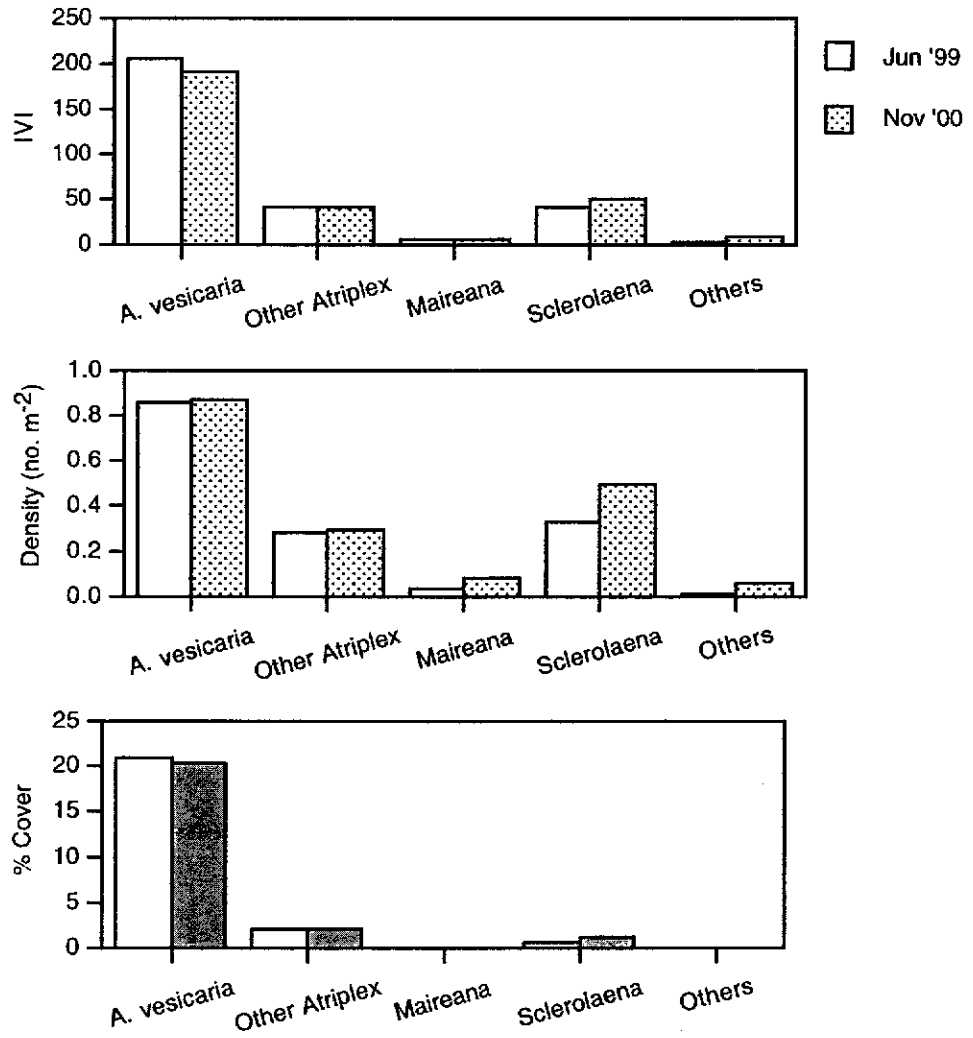 250
200
150
100
50
0
IVI
A. vesicaria
Other Atriplex
Maireana
Sclerolaena
Others
Jun '99
Nov '00
1.0
0.8
0.6
0.4
0.2
0.0
Density (no. m⁻²)
A. vesicaria
Other Atriplex
Maireana
Sclerolaena
Others
25
20
15
10
5
0
% Cover
A. vesicaria
Other Atriplex
Maireana
Sclerolaena
Others